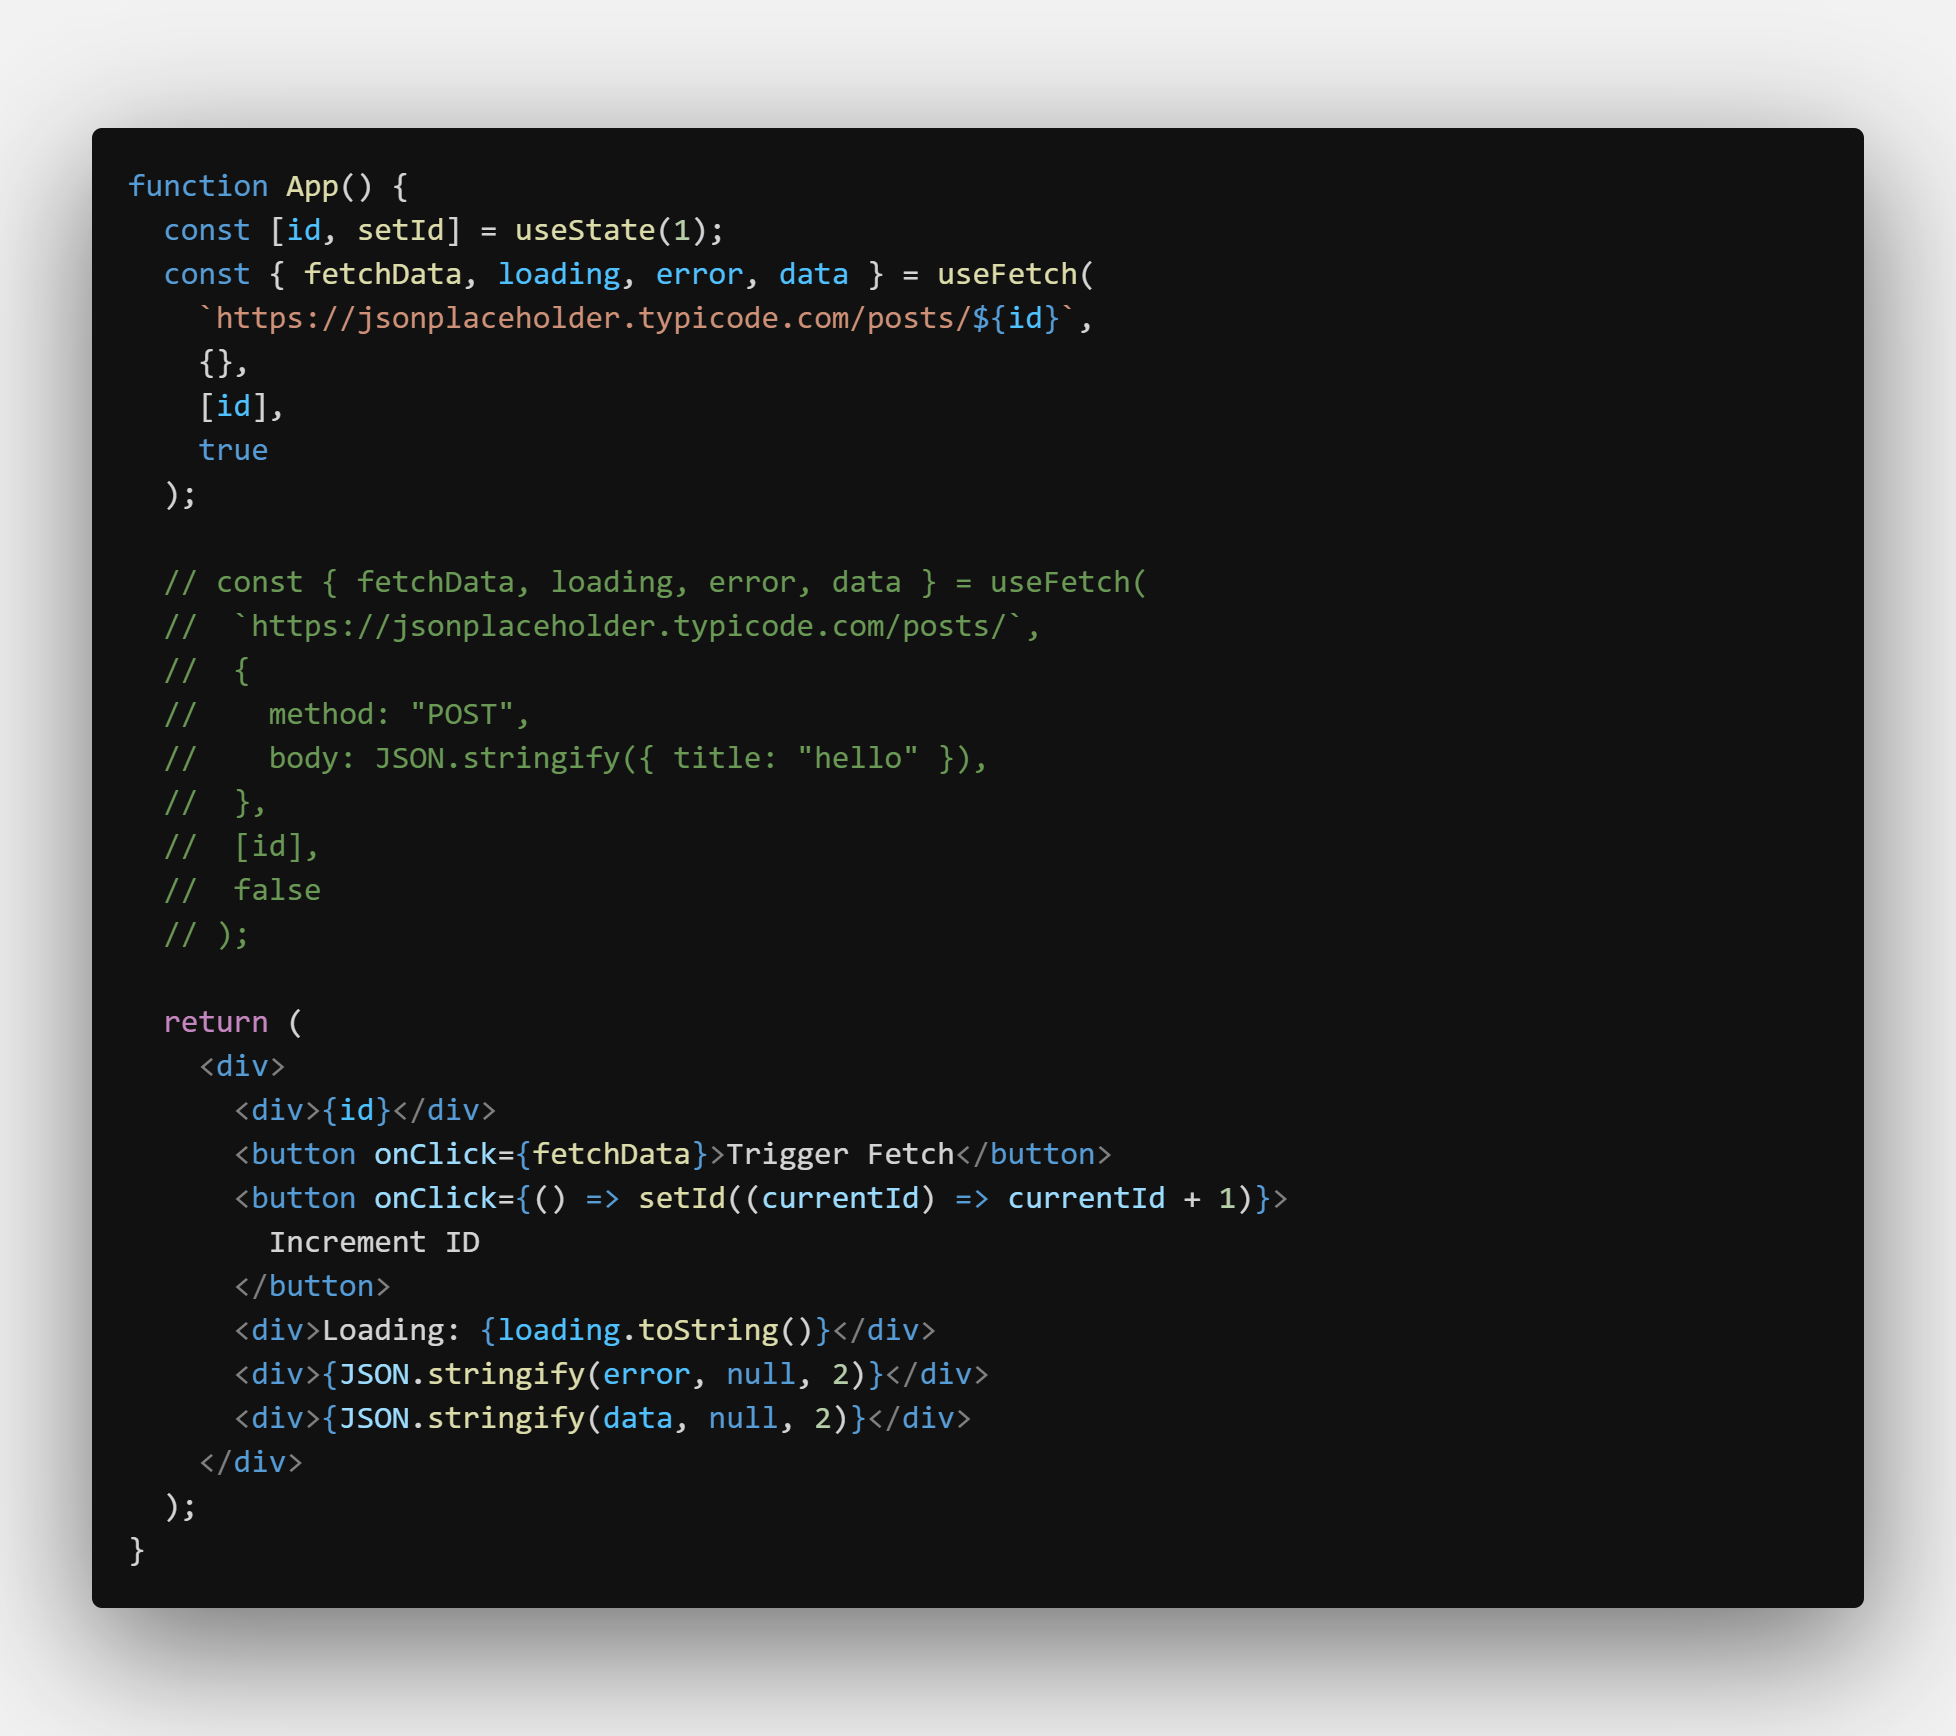 function App() {
  const [id, setId] = useState(1);
  const { fetchData, loading, error, data } = useFetch(
    `https://jsonplaceholder.typicode.com/posts/${id}`,
    {},
    [id],
    true
  );

  // const { fetchData, loading, error, data } = useFetch(
  //  `https://jsonplaceholder.typicode.com/posts/`,
  //  {
  //    method: "POST",
  //    body: JSON.stringify({ title: "hello" }),
  //  },
  //  [id],
  //  false
  // );

  return (
    <div>
      <div>{id}</div>
      <button onClick={fetchData}>Trigger Fetch</button>
      <button onClick={() => setId((currentId) => currentId + 1)}>
        Increment ID
      </button>
      <div>Loading: {loading.toString()}</div>
      <div>{JSON.stringify(error, null, 2)}</div>
      <div>{JSON.stringify(data, null, 2)}</div>
    </div>
  );
}